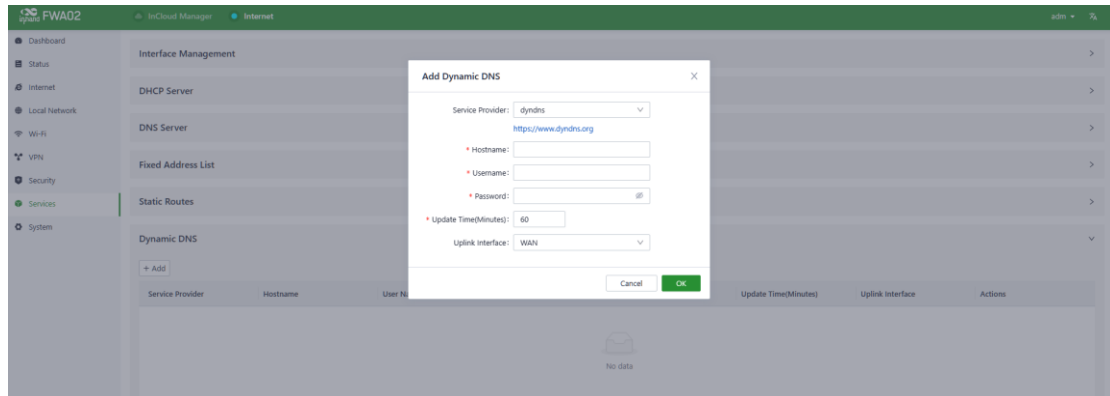 inhand FWA02
InCloud Manager
Internet
adm
Dashboard
Status
Internet
Local Network
Wi-Fi
VPN
Security
Services
System
Interface Management
DHCP Server
DNS Server
Fixed Address List
Static Routes
Dynamic DNS
+ Add
Service Provider Hostname User Update Time(Minutes) Uplink Interface Actions
No data
Add Dynamic DNS
Service Provider: dyndns
https://www.dyndns.org
* Hostname:
* Username:
* Password:
* Update Time(Minutes): 60
Uplink Interface: WAN
Cancel OK